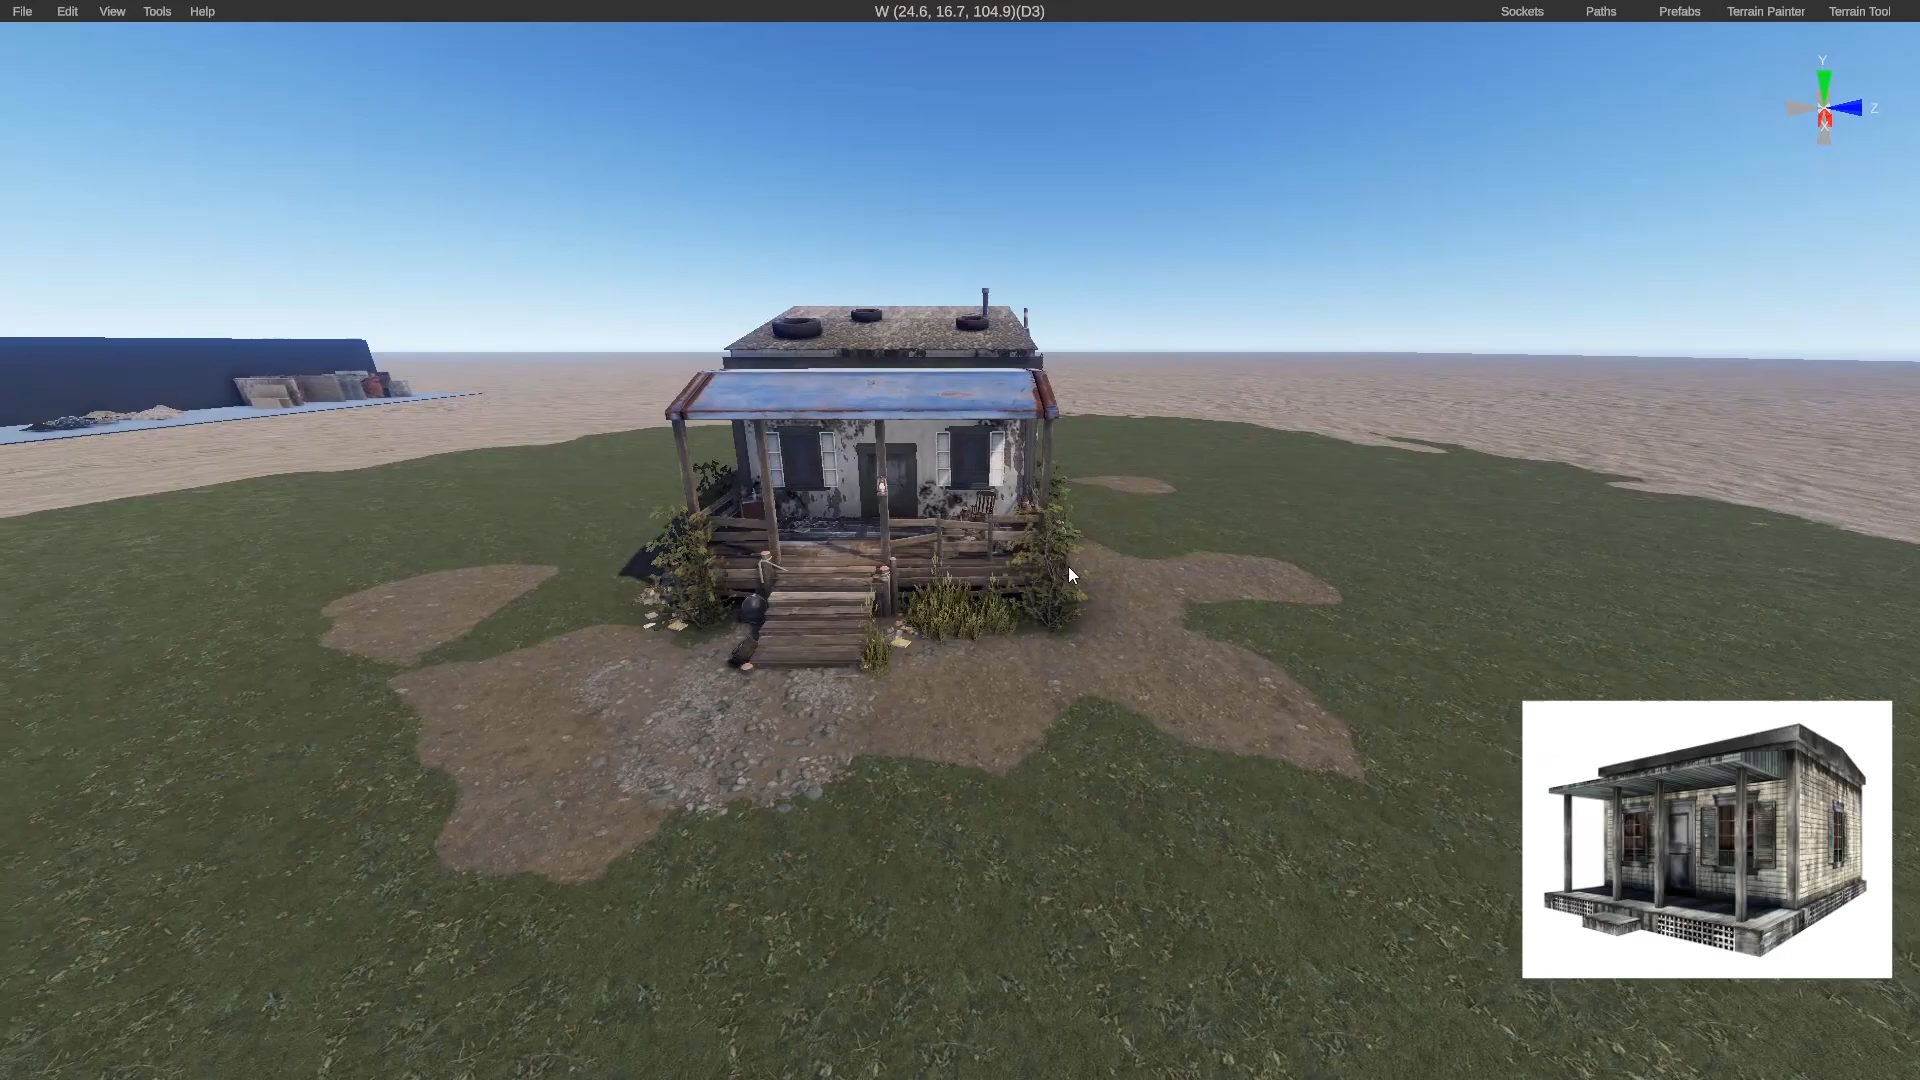 File Edit View Tools Help W (24.6, 16.7, 104.9)(D3) Sockets Paths Prefabs Terrain Painter Terrain Tool
Y
Z
X